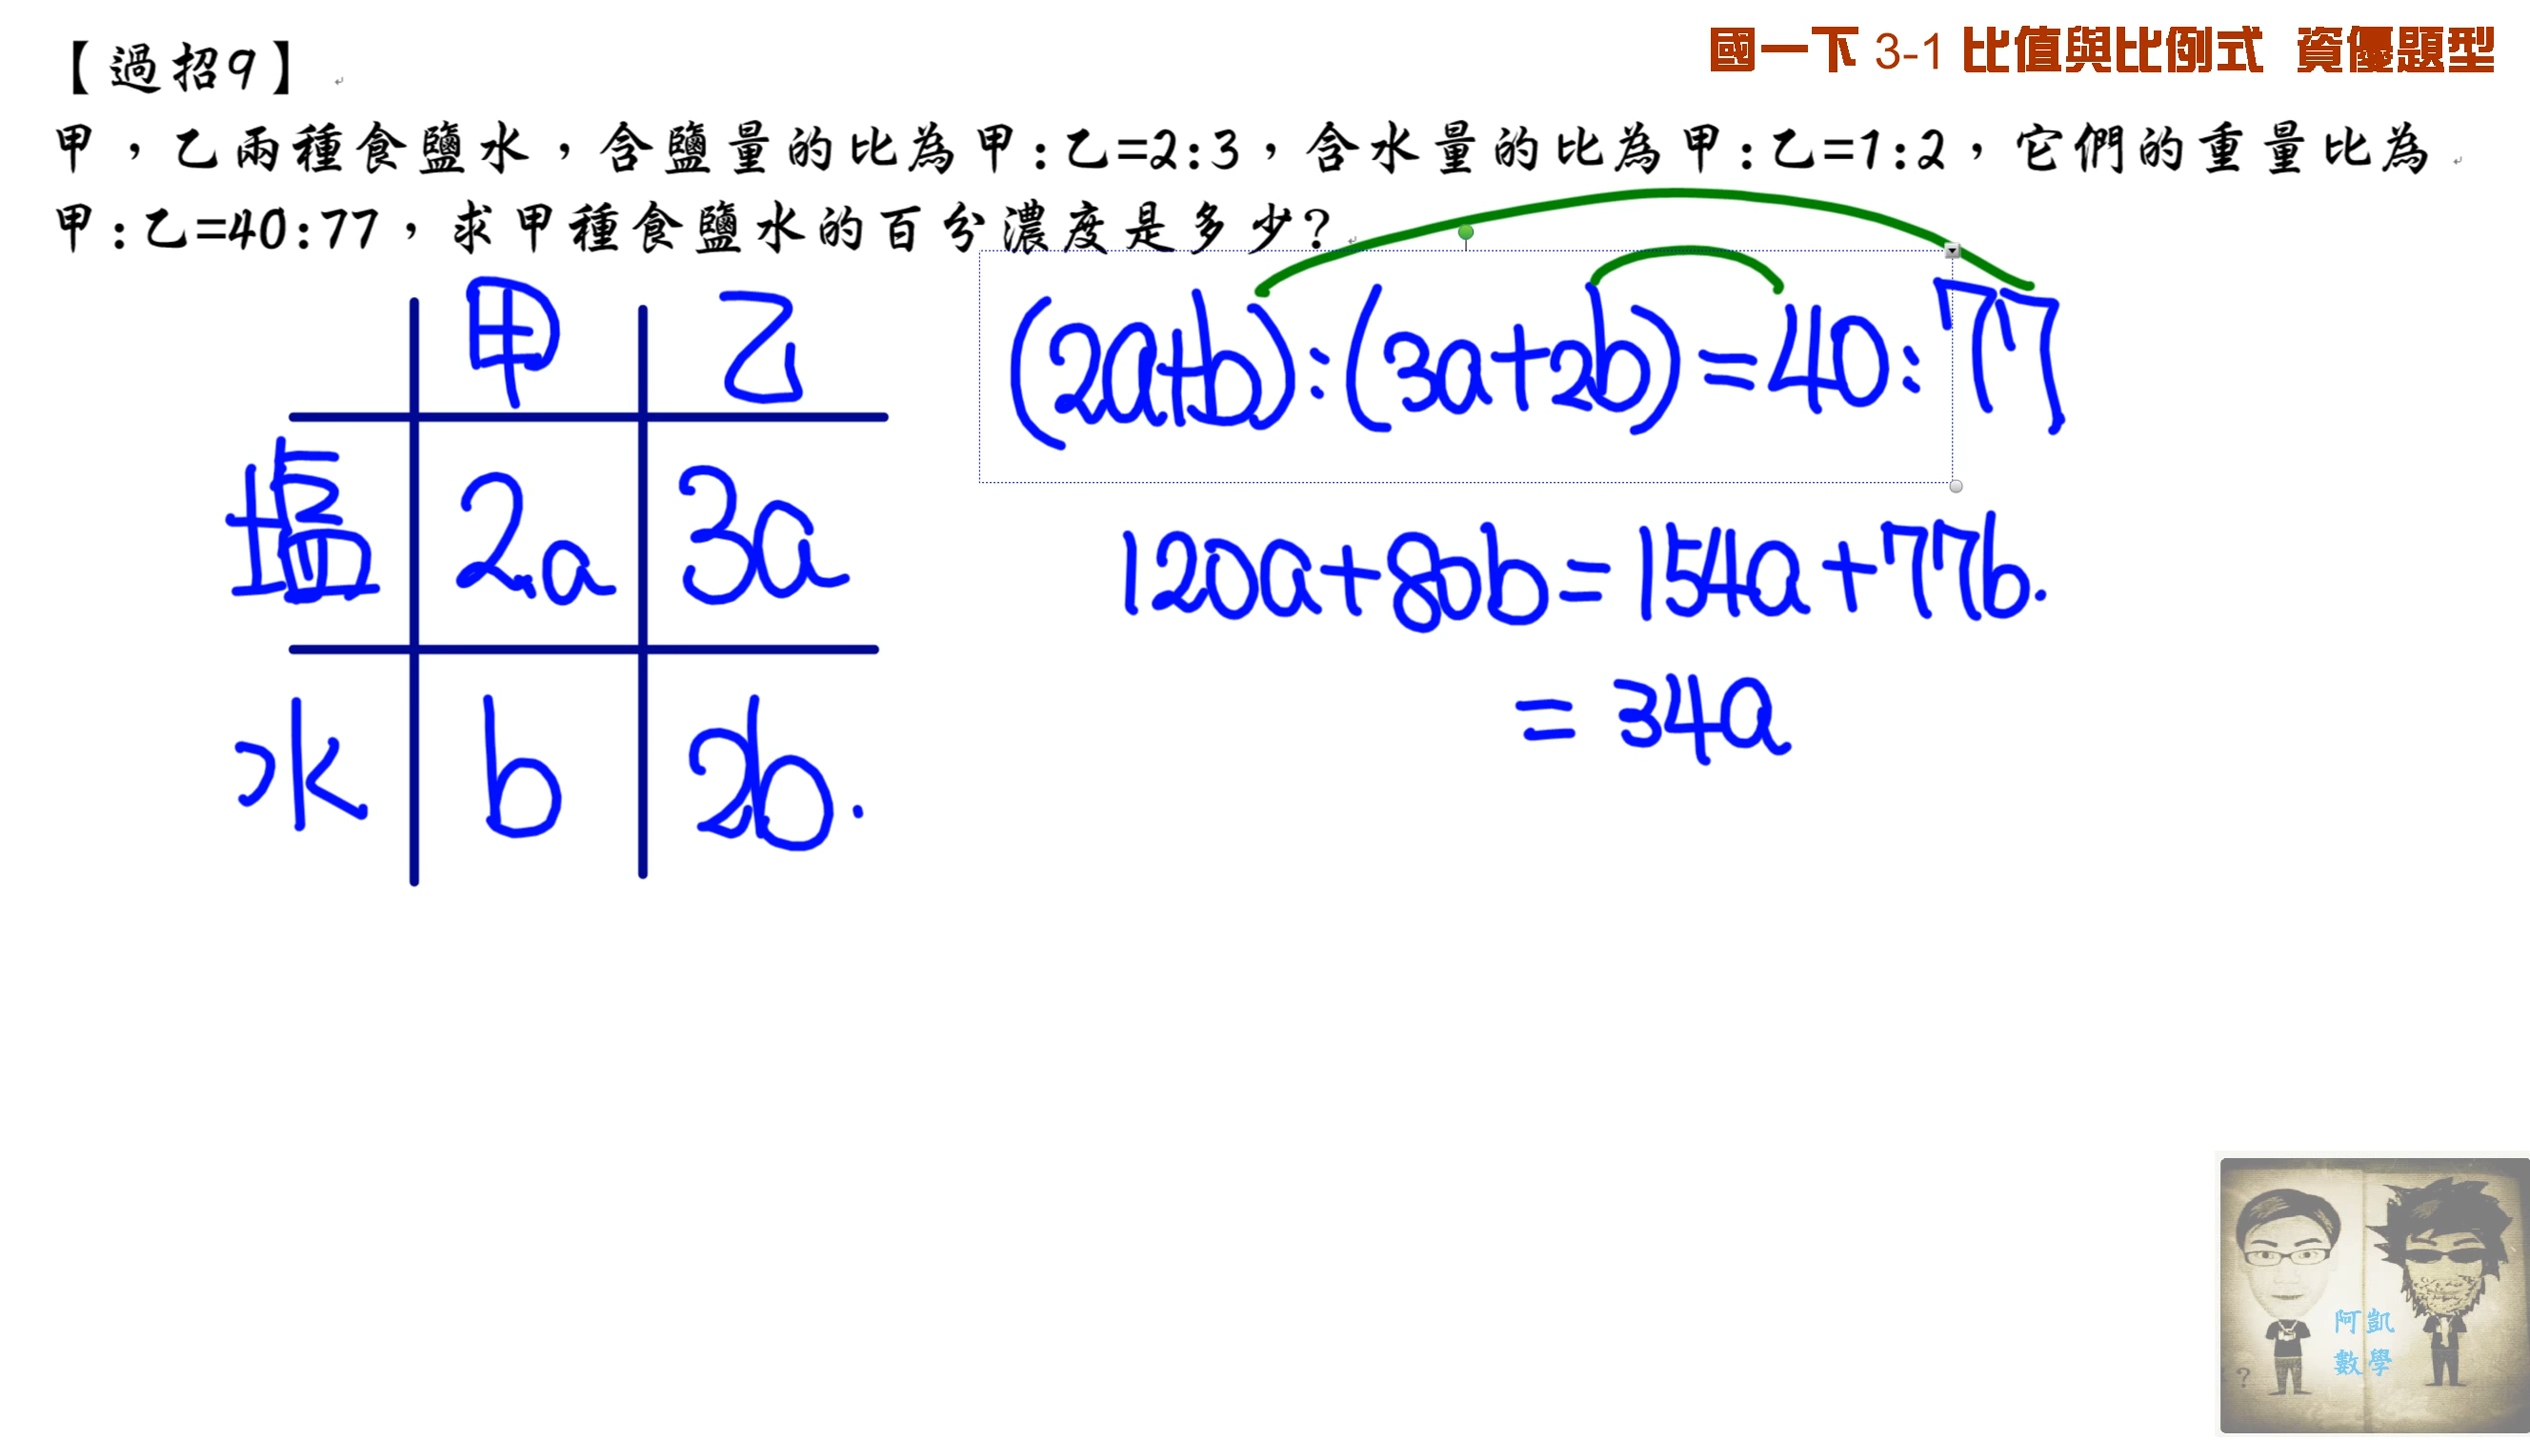 國一下 3-1 比值與比例式 資優題型
【過招9】
甲，乙兩種食鹽水，含鹽量的比為甲:乙=2:3，含水量的比為甲:乙=1:2，它們的重量比為
甲:乙=40:77，求甲種食鹽水的百分濃度是多少?
甲 乙
塩 2a 3a
水 b 2b.
(2a+b):(3a+2b)=40:77
120a+80b=154a+77b.
=34a
?
阿凱
數學